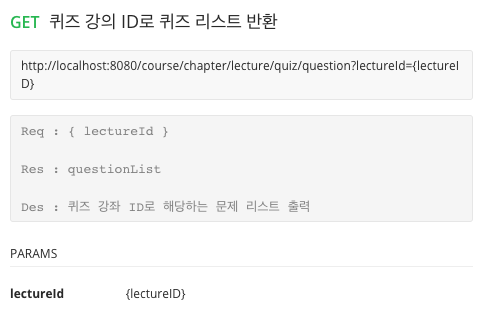 GET 퀴즈 강의 ID로 퀴즈 리스트 반환
http://localhost:8080/course/chapter/lecture/quiz/question?lectureId={lectureI
D}
Req : { lectureId }
Res : questionList
Des : 퀴즈 강좌 ID로 해당하는 문제 리스트 출력
PARAMS
lectureId {lectureID}